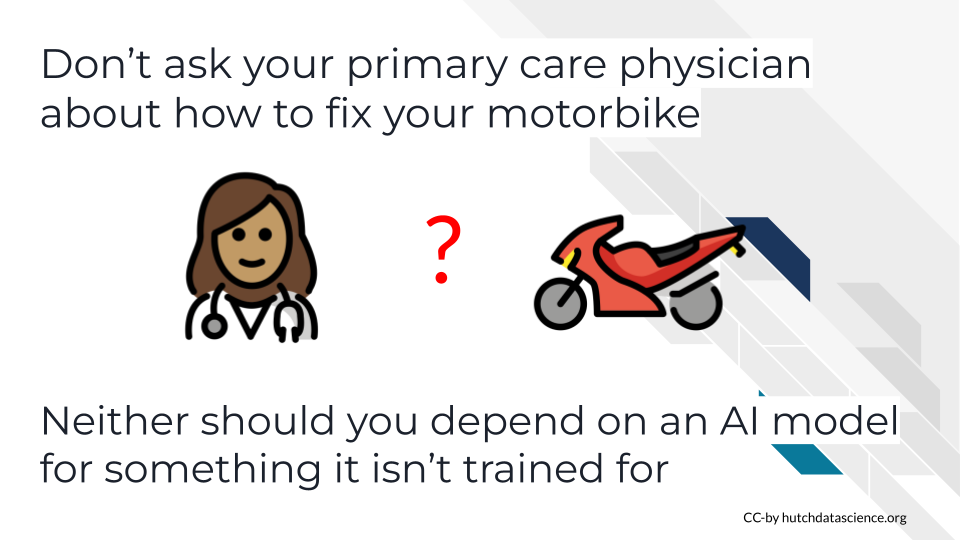 Don’t ask your primary care physician
about how to fix your motorbike
?
Neither should you depend on an AI model
for something it isn’t trained for
CC-by hutchdatascience.org